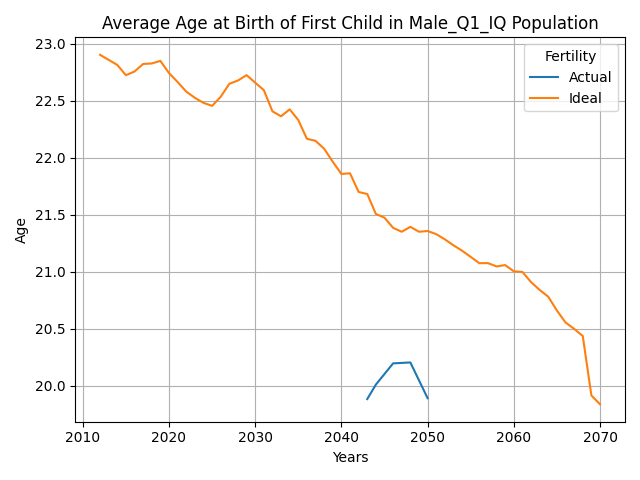 Average Age at Birth of First Child in Male_Q1_IQ Population
23.0
22.5
22.0
21.5
21.0
20.5
20.0
Age
Fertility
Actual
Ideal
2010 2020 2030 2040 2050 2060 2070
Years